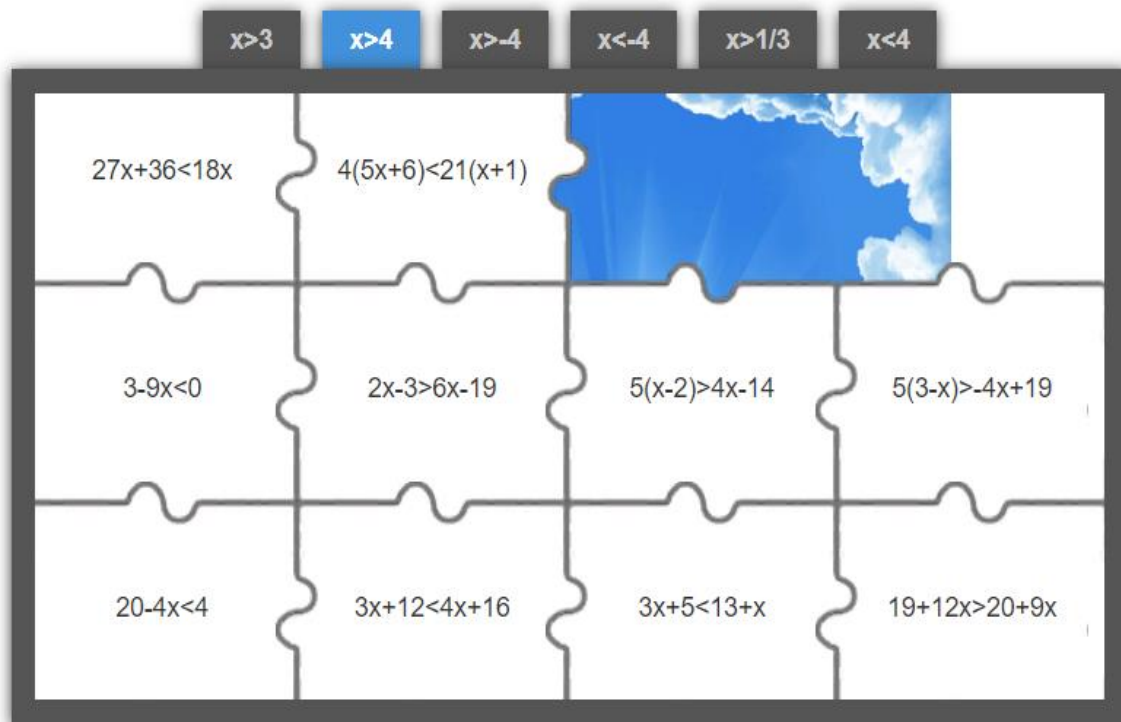 x>3 x>4 x>-4 x<-4 x>1/3 x<4
27x+36<18x 4(5x+6)<21(x+1)
3-9x<0 2x-3>6x-19 5(x-2)>4x-14 5(3-x)>-4x+19
20-4x<4 3x+12<4x+16 3x+5<13+x 19+12x>20+9x